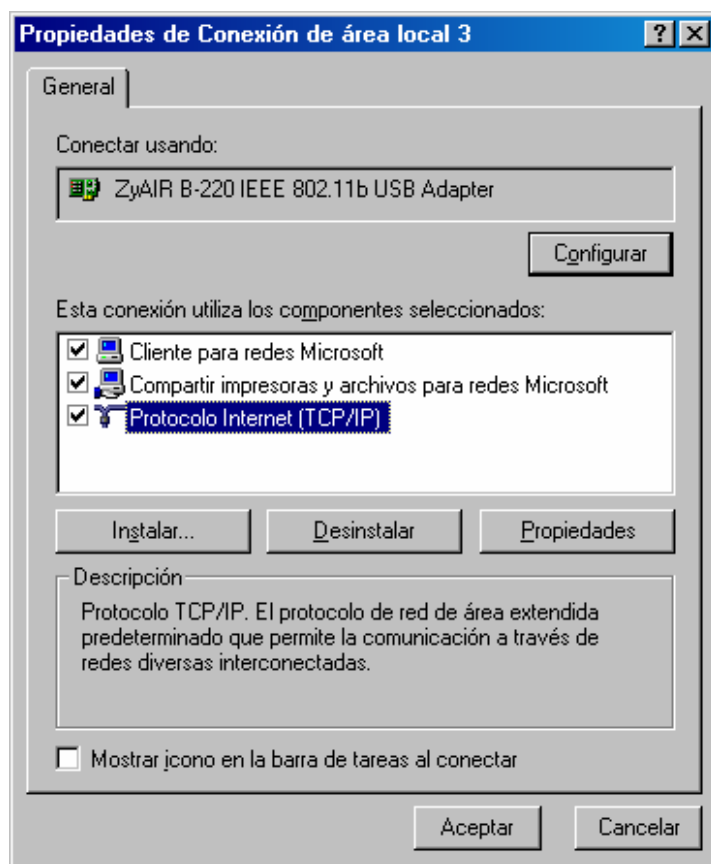 Propiedades de Conexión de área local 3
General
Conectar usando:
ZyAIR B-220 IEEE 802.11b USB Adapter
Configurar
Esta conexión utiliza los componentes seleccionados:
Cliente para redes Microsoft
Compartir impresoras y archivos para redes Microsoft
Protocolo Internet (TCP/IP)
Instalar...
Desinstalar
Propiedades
Descripción
Protocolo TCP/IP. El protocolo de red de área extendida
predeterminado que permite la comunicación a través de
redes diversas interconectadas.
Mostrar icono en la barra de tareas al conectar
Aceptar
Cancelar